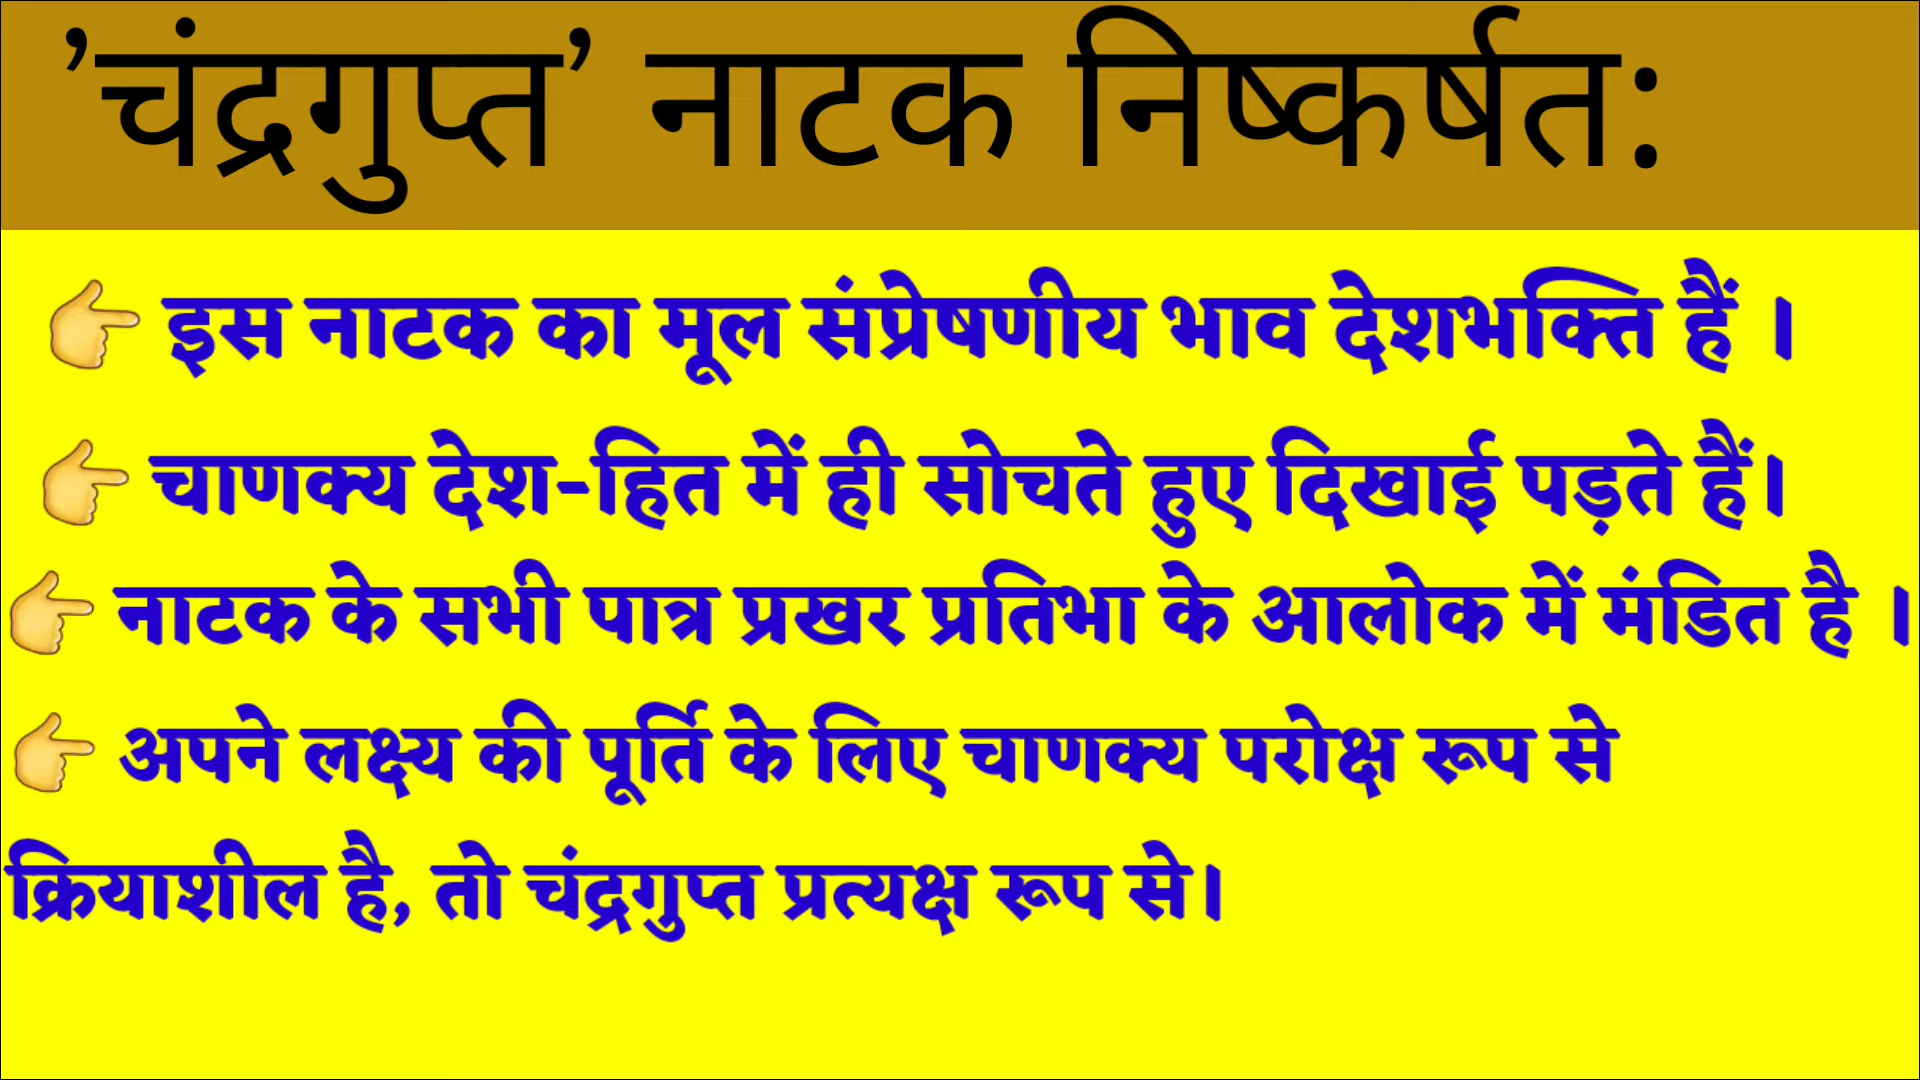 ’चंद्रगुप्त’ नाटक निष्कर्षत:
👉 इस नाटक का मूल संप्रेषणीय भाव देशभक्ति हैं ।
👉 चाणक्य देश-हित में ही सोचते हुए दिखाई पड़ते हैं।
👉 नाटक के सभी पात्र प्रखर प्रतिभा के आलोक में मंडित है ।
👉 अपने लक्ष्य की पूर्ति के लिए चाणक्य परोक्ष रूप से
क्रियाशील है, तो चंद्रगुप्त प्रत्यक्ष रूप से।